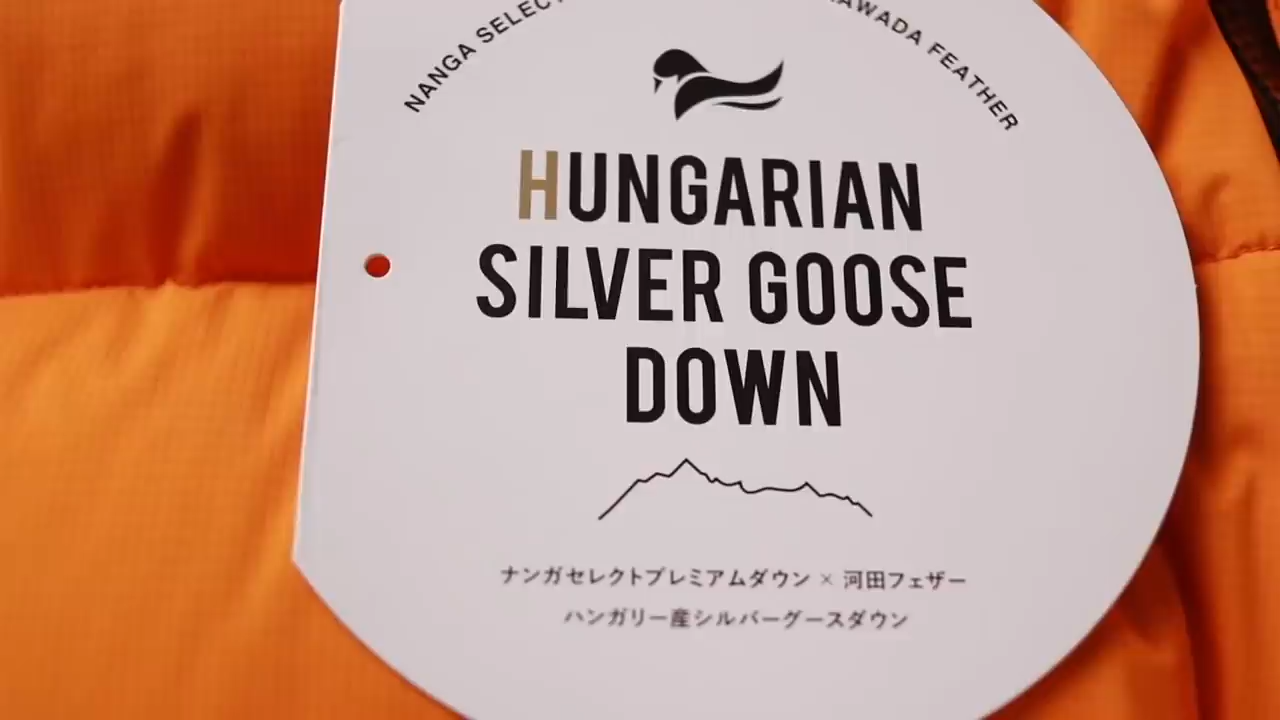 NANGA SELECT
KAWADA FEATHER
HUNGARIAN
SILVER GOOSE
DOWN
ナンガセレクトプレミアムダウン × 河田フェザー
ハンガリー産シルバーグースダウン